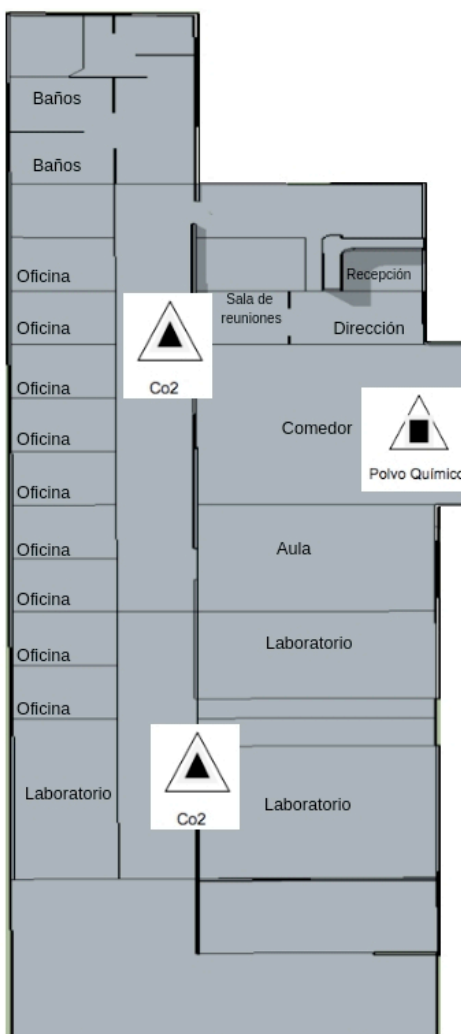 Baños
Baños
Oficina
Recepción
Sala de
reuniones
Oficina
Dirección
Co2
Oficina
Comedor
Oficina
Polvo Químico
Oficina
Oficina
Aula
Oficina
Oficina
Laboratorio
Oficina
Laboratorio
Laboratorio
Co2